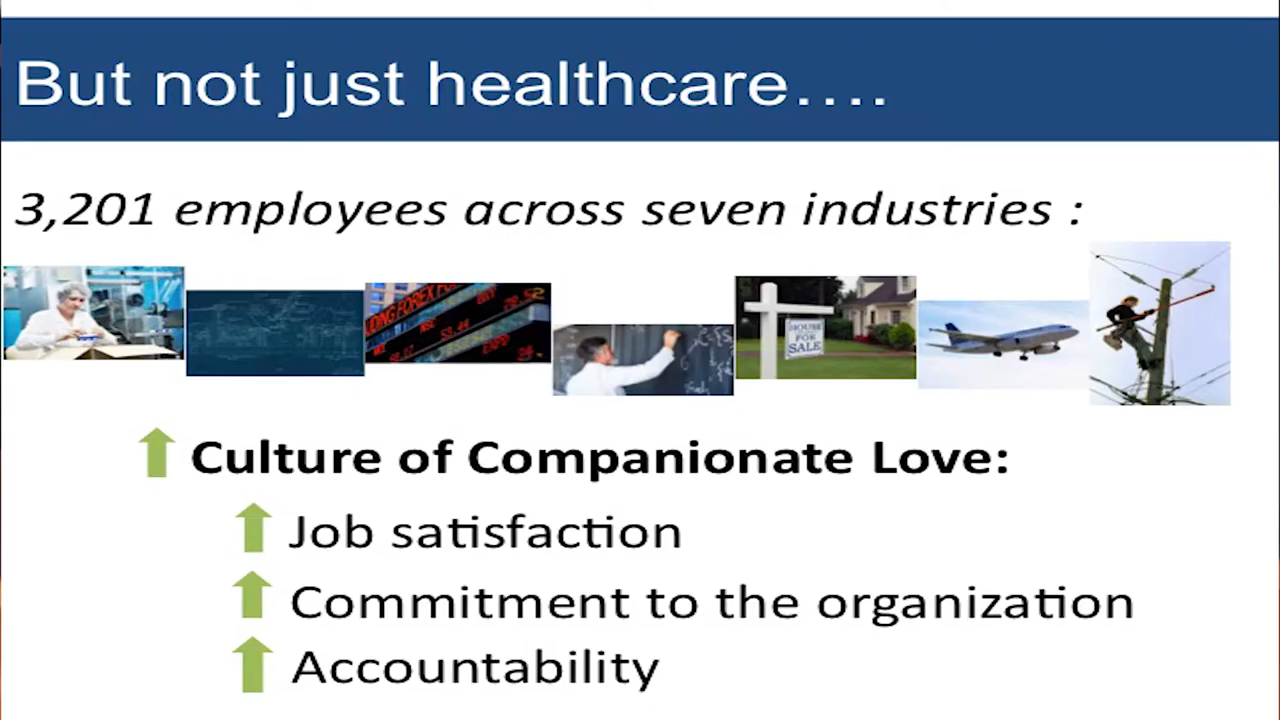 But not just healthcare....
3,201 employees across seven industries :
HOUSE
FOR
SALE
Culture of Companionate Love:
Job satisfaction
Commitment to the organization
Accountability